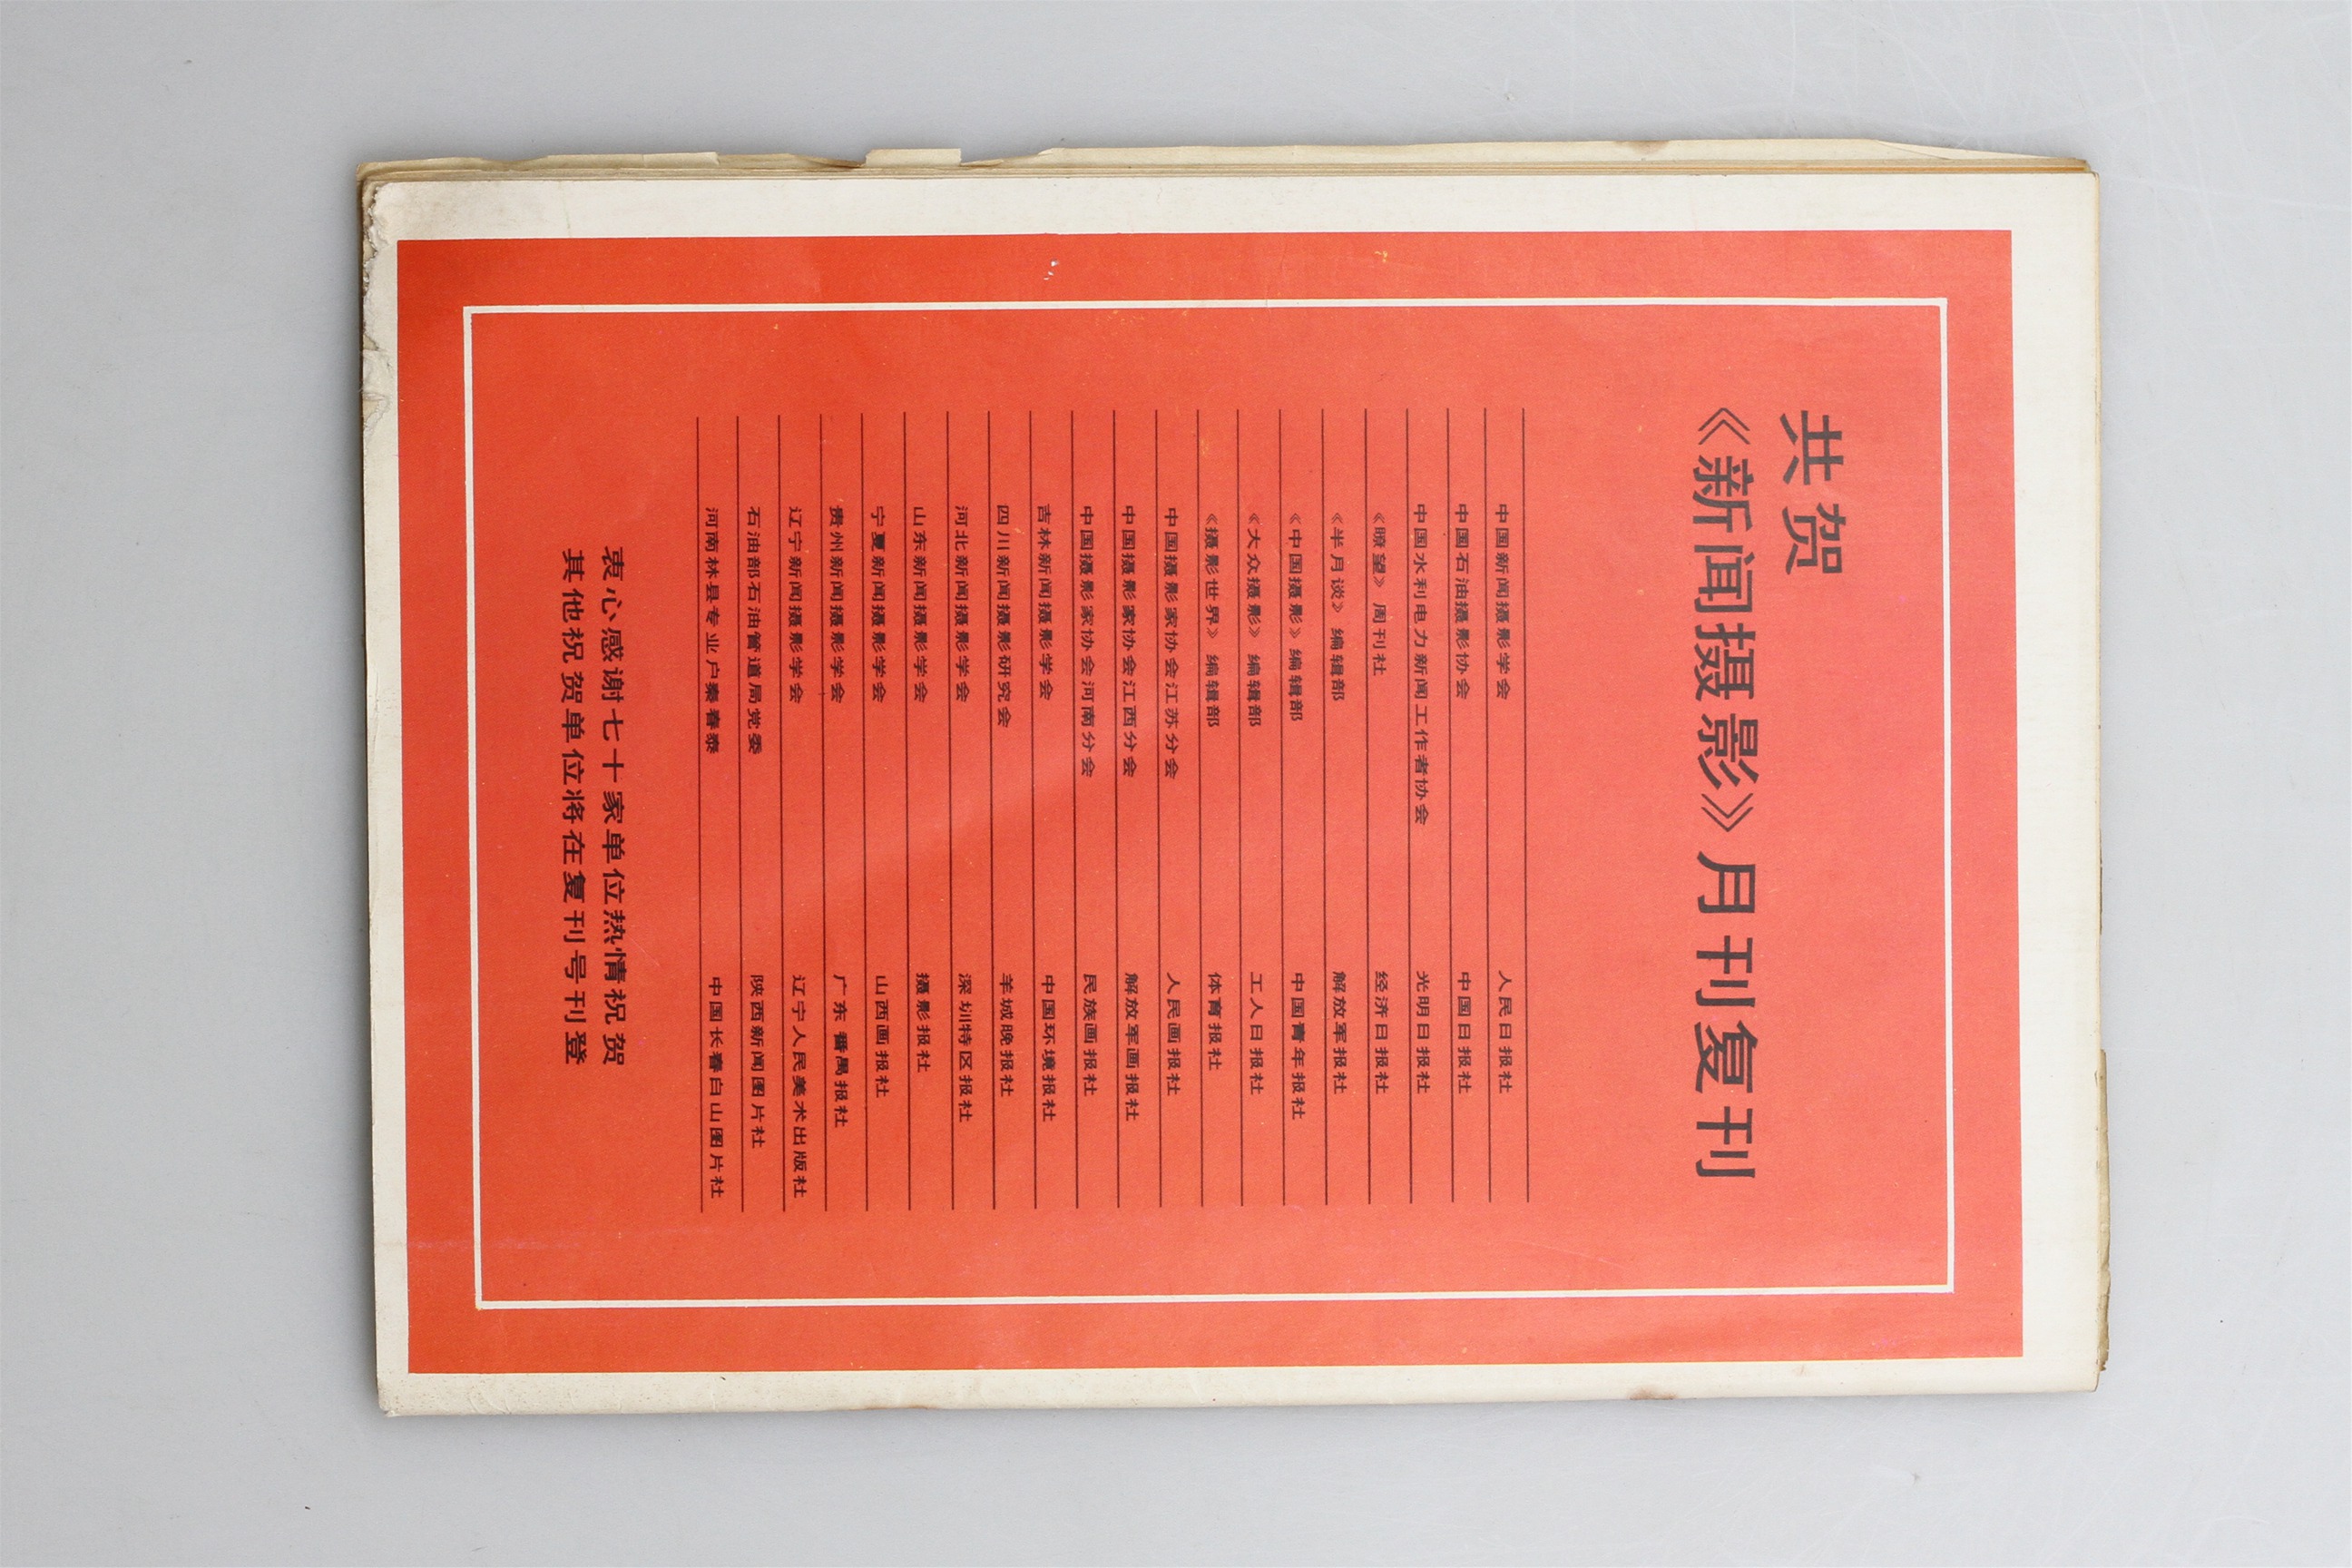 共贺
《新闻摄影》月刊复刊
中国新闻摄影学会 人民日报社
中国石油摄影协会 中国日报社
中国水利电力新闻工作者协会 光明日报社
《瞭望》周刊社 经济日报社
《半月谈》编辑部 解放军报社
《中国摄影》编辑部 中国青年报社
《大众摄影》编辑部 工人日报社
《摄影世界》编辑部 体育报社
中国摄影家协会江苏分会 人民画报社
中国摄影家协会江西分会 解放军画报社
中国摄影家协会河南分会 民族画报社
吉林新闻摄影学会 中国环境报社
四川新闻摄影研究会 羊城晚报社
河北新闻摄影学会 深圳特区报社
山东新闻摄影学会 摄影报社
宁夏新闻摄影学会 山西画报社
贵州新闻摄影学会 广东番禺报社
辽宁新闻摄影学会 辽宁人民美术出版社
石油部石油管道局党委 陕西新闻图片社
河南林县专业户秦春泰 中国长春白山图片社
衷心感谢七十家单位热情祝贺
其他祝贺单位将在复刊号刊登